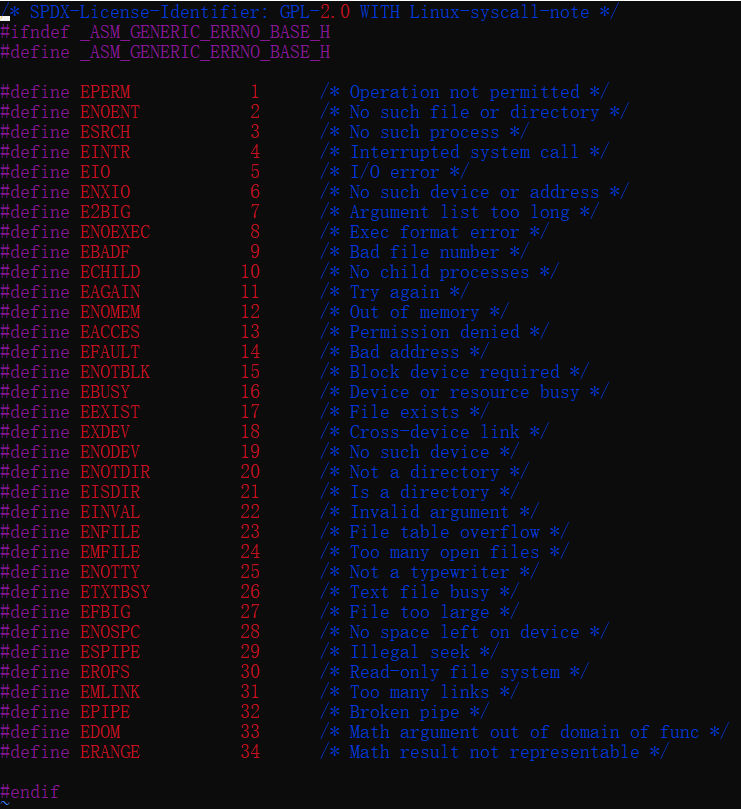 /* SPDX-License-Identifier: GPL-2.0 WITH Linux-syscall-note */
#ifndef _ASM_GENERIC_ERRNO_BASE_H
#define _ASM_GENERIC_ERRNO_BASE_H

#define EPERM            1      /* Operation not permitted */
#define ENOENT           2      /* No such file or directory */
#define ESRCH            3      /* No such process */
#define EINTR            4      /* Interrupted system call */
#define EIO              5      /* I/O error */
#define ENXIO            6      /* No such device or address */
#define E2BIG            7      /* Argument list too long */
#define ENOEXEC          8      /* Exec format error */
#define EBADF            9      /* Bad file number */
#define ECHILD          10      /* No child processes */
#define EAGAIN          11      /* Try again */
#define ENOMEM          12      /* Out of memory */
#define EACCES          13      /* Permission denied */
#define EFAULT          14      /* Bad address */
#define ENOTBLK         15      /* Block device required */
#define EBUSY           16      /* Device or resource busy */
#define EEXIST          17      /* File exists */
#define EXDEV           18      /* Cross-device link */
#define ENODEV          19      /* No such device */
#define ENOTDIR         20      /* Not a directory */
#define EISDIR          21      /* Is a directory */
#define EINVAL          22      /* Invalid argument */
#define ENFILE          23      /* File table overflow */
#define EMFILE          24      /* Too many open files */
#define ENOTTY          25      /* Not a typewriter */
#define ETXTBSY         26      /* Text file busy */
#define EFBIG           27      /* File too large */
#define ENOSPC          28      /* No space left on device */
#define ESPIPE          29      /* Illegal seek */
#define EROFS           30      /* Read-only file system */
#define EMLINK          31      /* Too many links */
#define EPIPE           32      /* Broken pipe */
#define EDOM            33      /* Math argument out of domain of func */
#define ERANGE          34      /* Math result not representable */

#endif
~